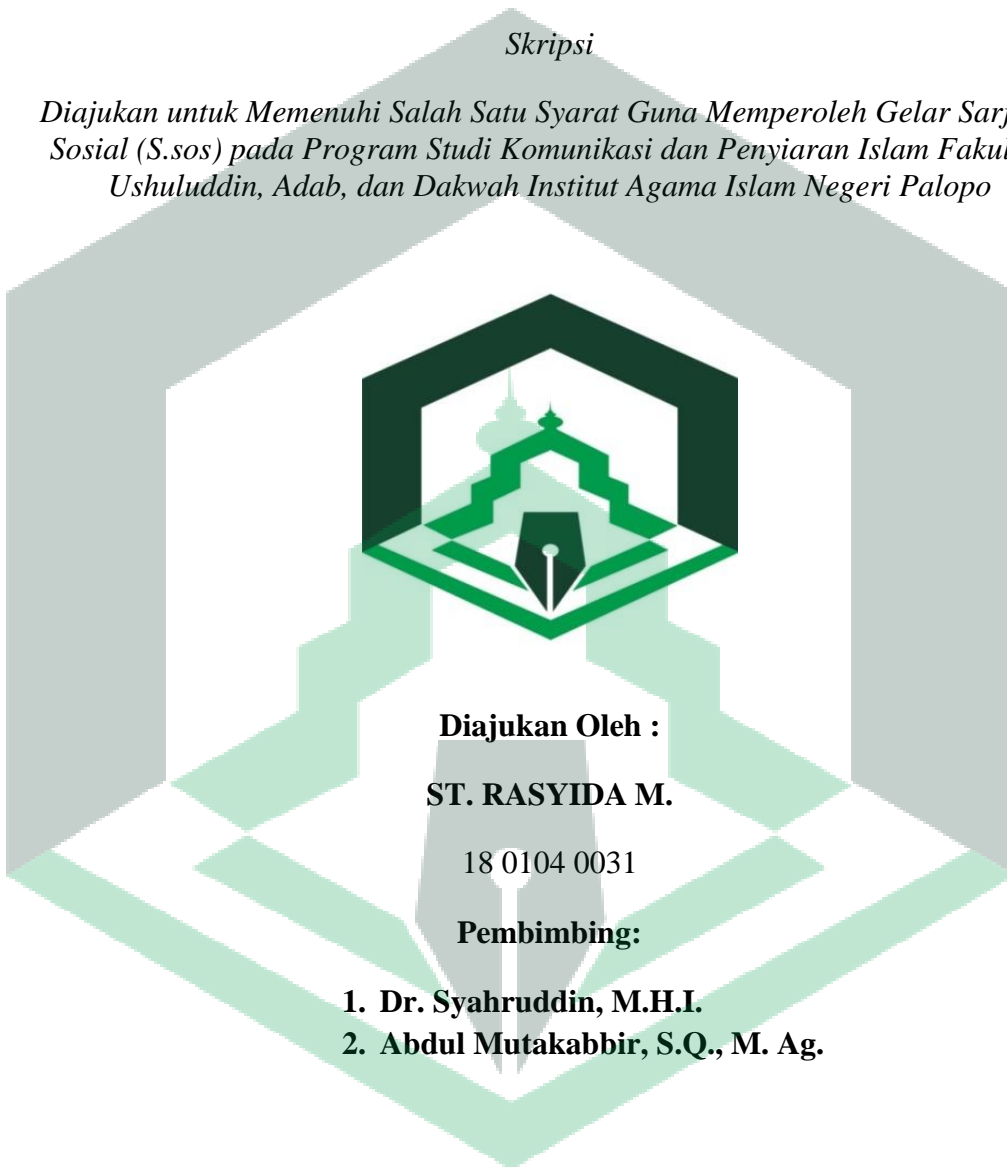 Skripsi
Diajukan untuk Memenuhi Salah Satu Syarat Guna Memperoleh Gelar
Sosial (S.sos) pada Program Studi Komunikasi dan Penyiaran Islam
Ushuluddin, Adab, dan Dakwah Institut Agama Islam Negeri Palopo
Diajukan Oleh :
ST. RASYIDA M.
18 0104 0031
Pembimbing:
1. Dr. Syahruddin, M.H.I.
2. Abdul Mutakabbir, S.Q., M. Ag.